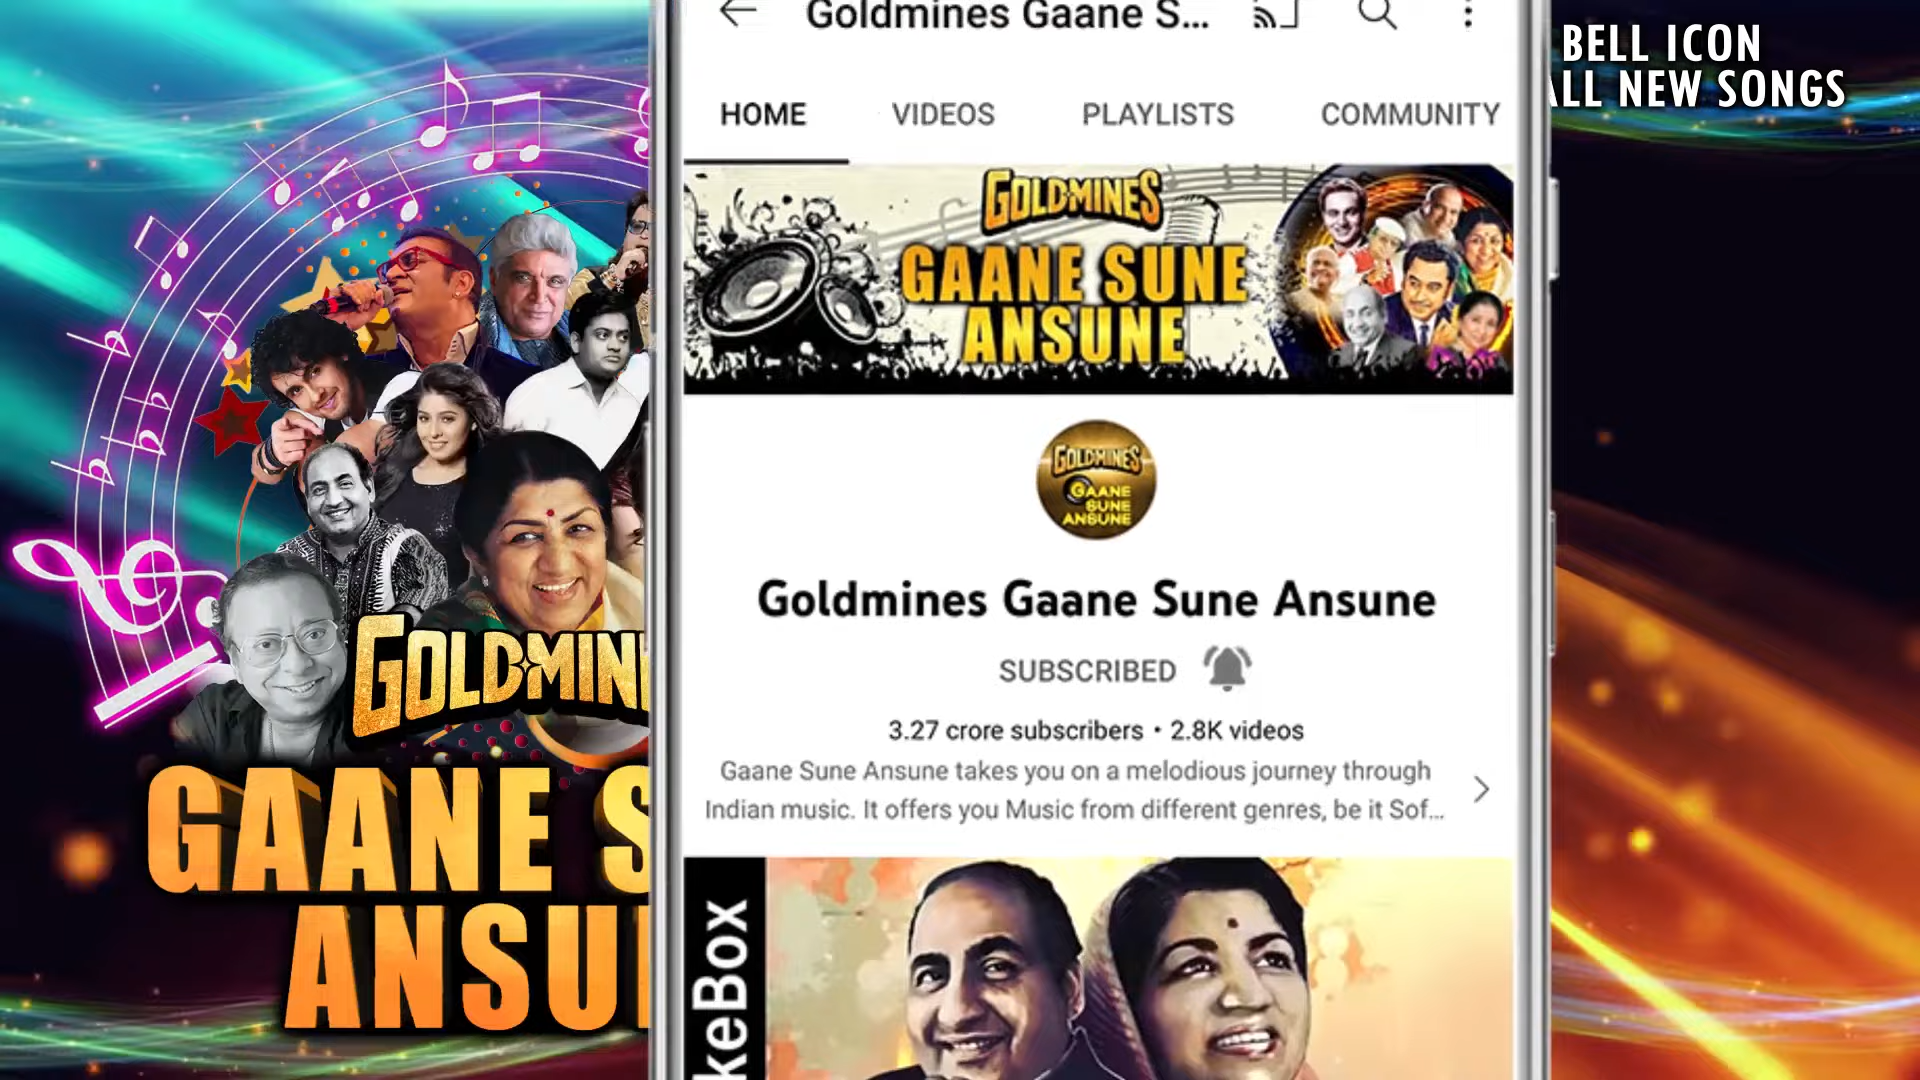 Goldmines Gaane S...
BELL ICON
ALL NEW SONGS
HOME
VIDEOS
PLAYLISTS
COMMUNITY
GOLDMINES
GAANE SUNE
ANSUNE
GOLDMINES
GAANE
SUNE
ANSUNE
Goldmines Gaane Sune Ansune
SUBSCRIBED
3.27 crore subscribers • 2.8K videos
Gaane Sune Ansune takes you on a melodious journey through
Indian music. It offers you Music from different genres, be it Sof...
keBox
GOLDMIN
GAANE S
ANSU